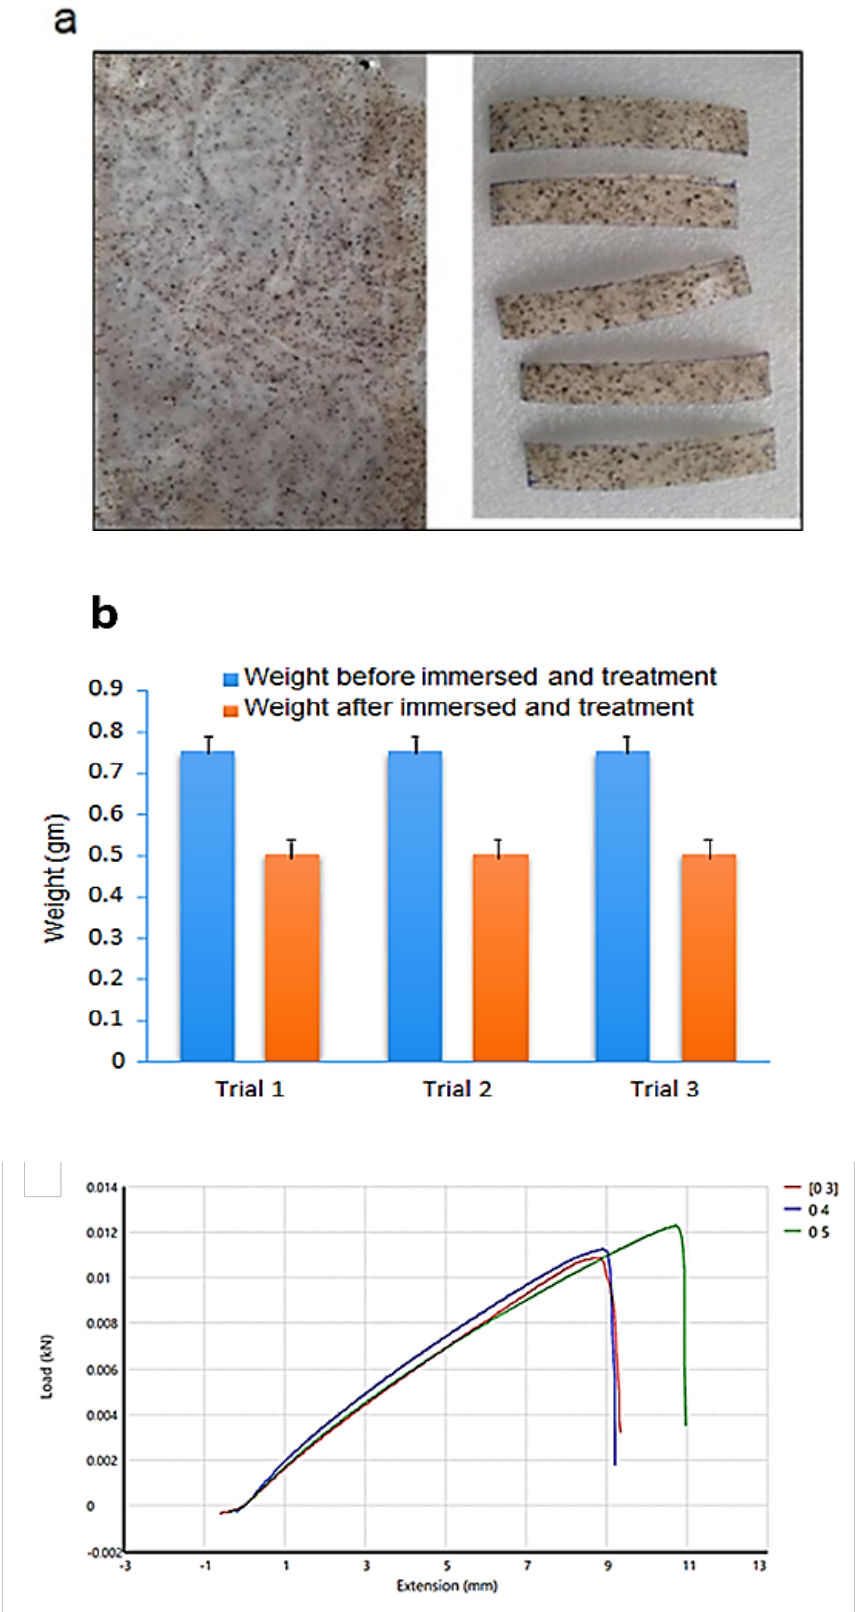 a
b
Weight before immersed and treatment
Weight after immersed and treatment
0.9
0.8
0.7
0.6
0.5
0.4
0.3
0.2
0.1
0
Weight (gm)
Trial 1 Trial 2 Trial 3
[0 3]
0 4
0 5
0.014
0.012
0.01
0.008
0.006
0.004
0.002
0
-0.002
Load (kN)
-3 -1 1 3 5 7 9 11 13
Extension (mm)